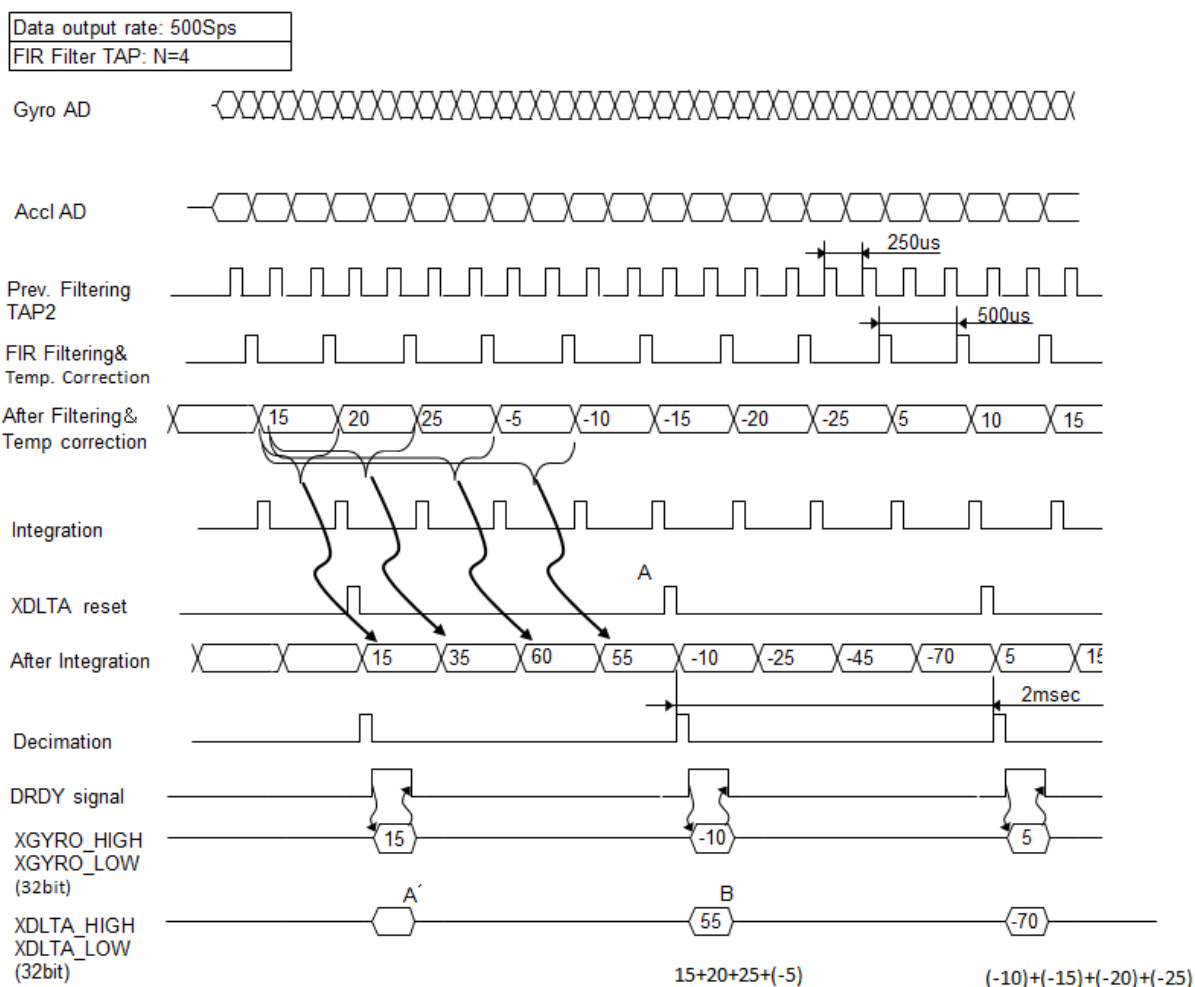 Data output rate: 500Sps
FIR Filter TAP: N=4
Gyro AD
Accl AD
250us
Prev. Filtering
TAP2
500us
FIR Filtering&
Temp. Correction
After Filtering&
Temp correction
15 20 25 -5 -10 -15 -20 -25 5 10 15
Integration
A
XDLTA reset
After Integration
15 35 60 55 -10 -25 -45 -70 5 15
2msec
Decimation
DRDY signal
XGYRO_HIGH
XGYRO_LOW
(32bit)
15 -10 5
A´ B
XDLTA_HIGH
XDLTA_LOW
(32bit)
55 -70
15+20+25+(-5) (-10)+(-15)+(-20)+(-25)